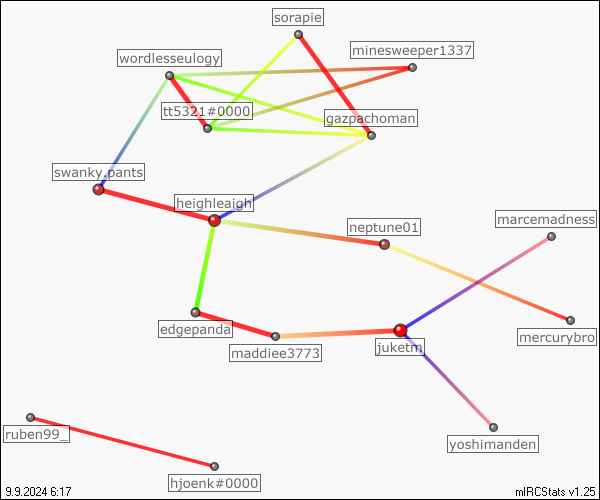 sorapie
minesweeper1337
wordlesseulogy
tt5321#0000
gazpachoman
swanky.pants
heighleaigh
marcemadness
neptune01
edgepanda
mercurybro
maddiee3773
juketm
ruben99_
yoshimanden
hjoenk#0000
9.9.2024 6:17
mIRCStats v1.25